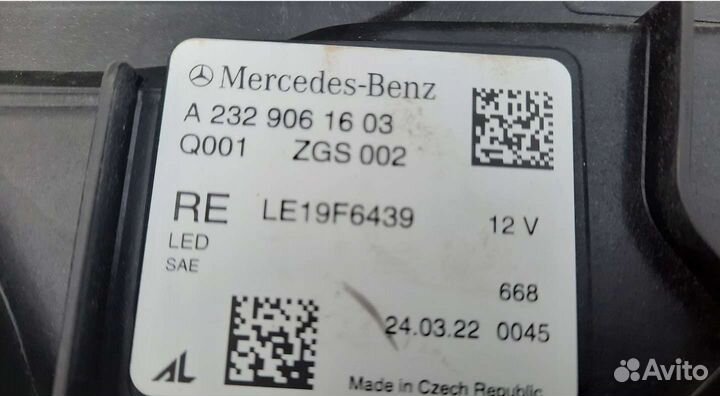 Mercedes-Benz
A 232 906 16 03
Q001 ZGS 002
RE LE19F6439 12 V
LED
SAE
668
24.03.22 0045
AL Made in Czech Republic
Avito